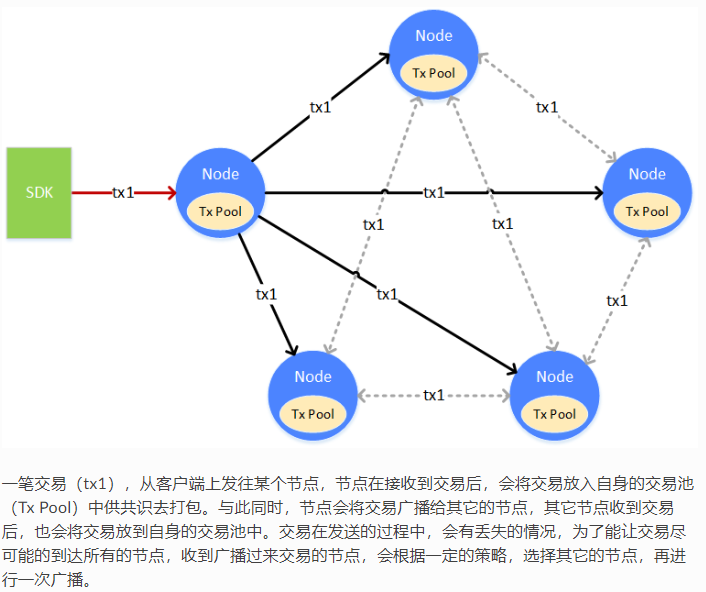 Node
Tx Pool
tx1
tx1
Node
Tx Pool
SDK
tx1
Node
Tx Pool
tx1
tx1
tx1
tx1
tx1
tx1
Node
Tx Pool
tx1
Node
Tx Pool
一笔交易（tx1），从客户端上发往某个节点，节点在接收到交易后，会将交易放入自身的交易池
（Tx Pool）中供共识去打包。与此同时，节点会将交易广播给其它的节点，其它节点收到交易
后，也会将交易放到自身的交易池中。交易在发送的过程中，会有丢失的情况，为了能让交易尽
可能的到达所有的节点，收到广播过来交易的节点，会根据一定的策略，选择其它的节点，再进
行一次广播。